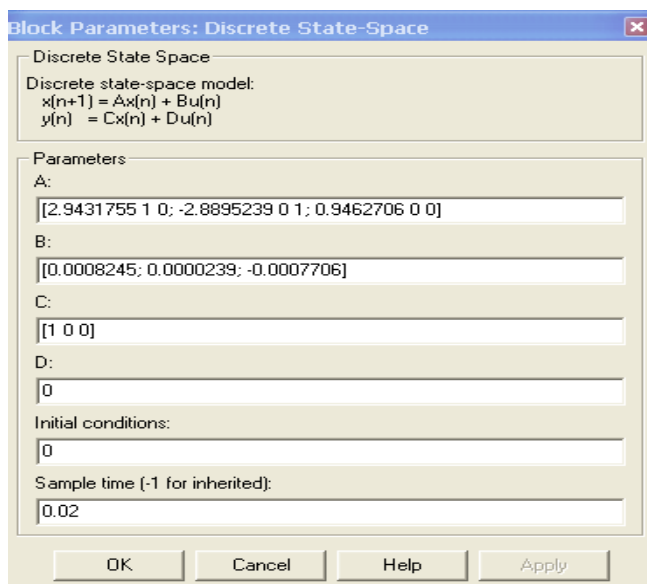 Block Parameters: Discrete State-Space
Discrete State Space
Discrete state-space model:
x(n+1) = Ax(n) + Bu(n)
y(n) = Cx(n) + Du(n)
Parameters
A:
[2.9431755 1 0; -2.8895239 0 1; 0.9462706 0 0]
B:
[0.0008245; 0.0000239; -0.0007706]
C:
[1 0 0]
D:
0
Initial conditions:
0
Sample time (-1 for inherited):
0.02
OK Cancel Help Apply